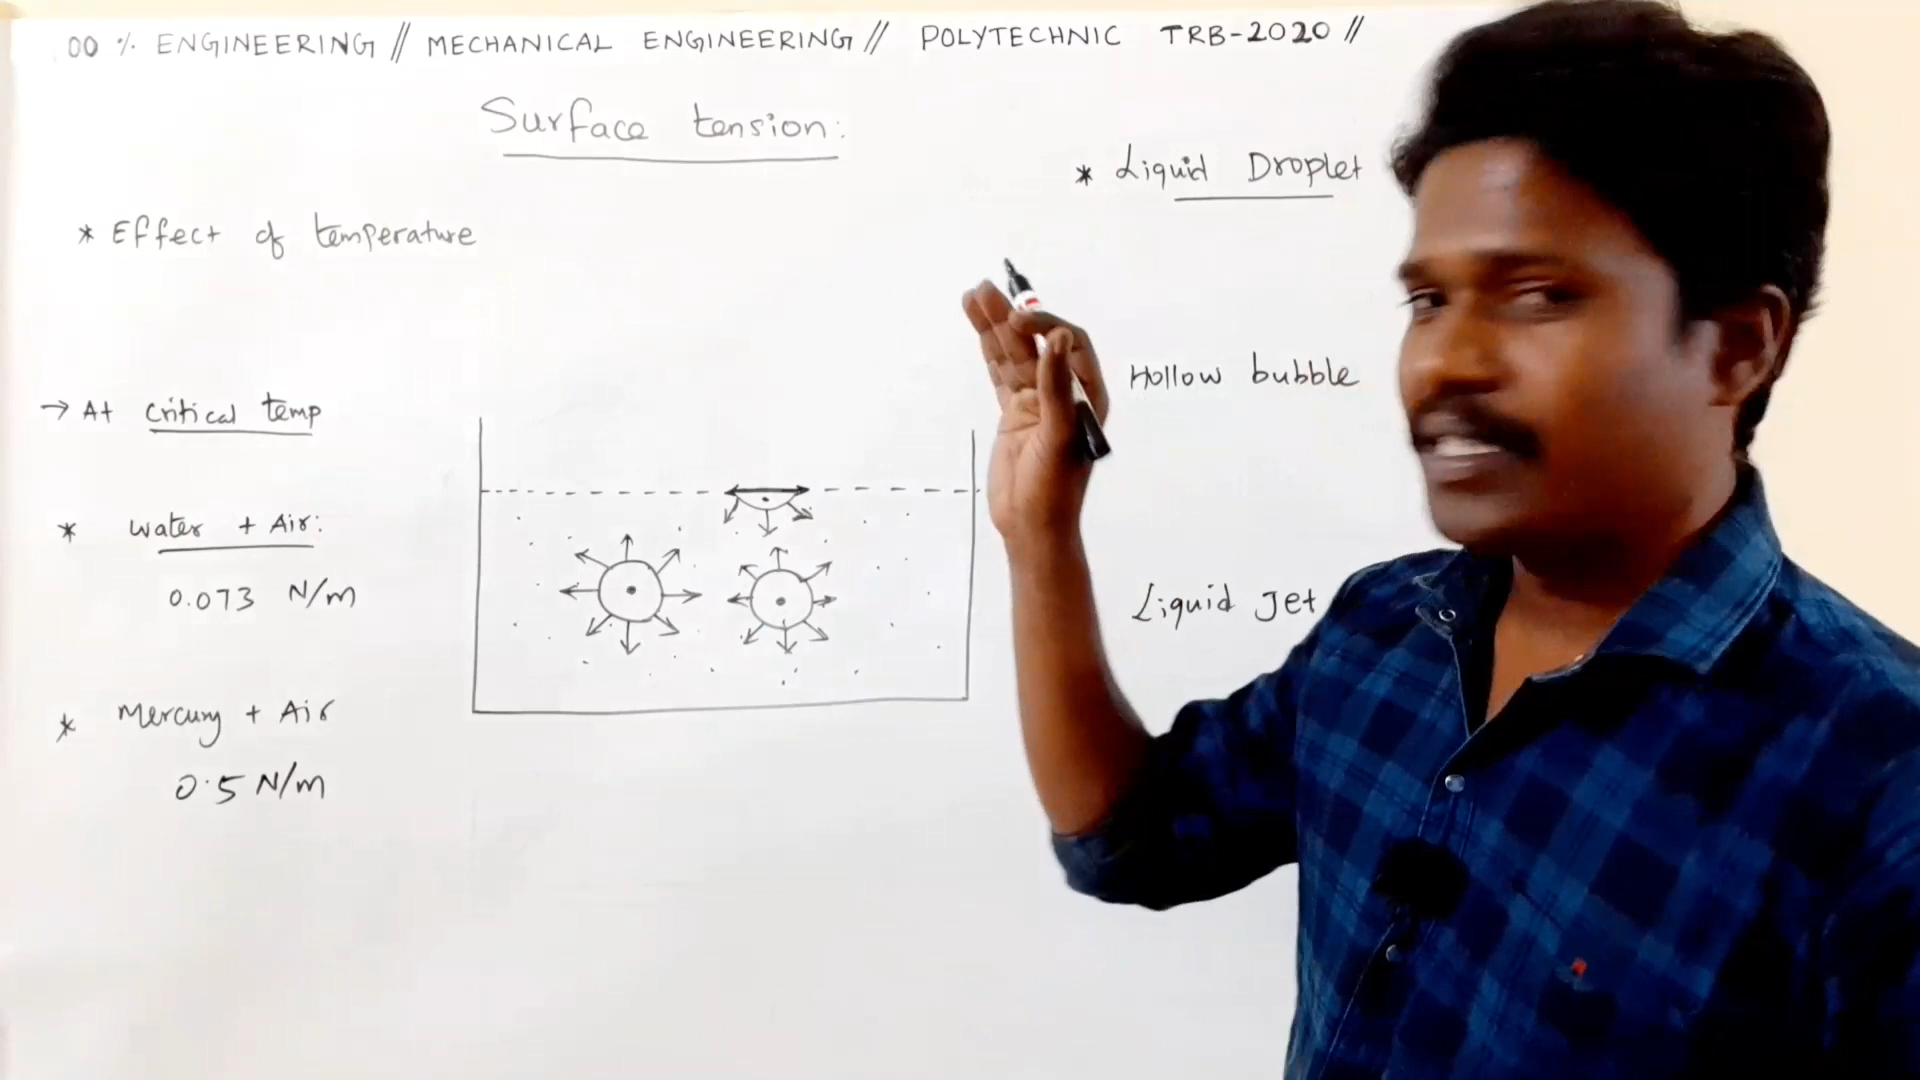 00 % ENGINEERING // MECHANICAL ENGINEERING // POLYTECHNIC TRB-2020 //
Surface tension:
* Effect of temperature
→ At critical temp
* Water + Air:
0.073 N/m
* Mercury + Air
0.5 N/m
* Liquid Droplet
Hollow bubble
Liquid Jet